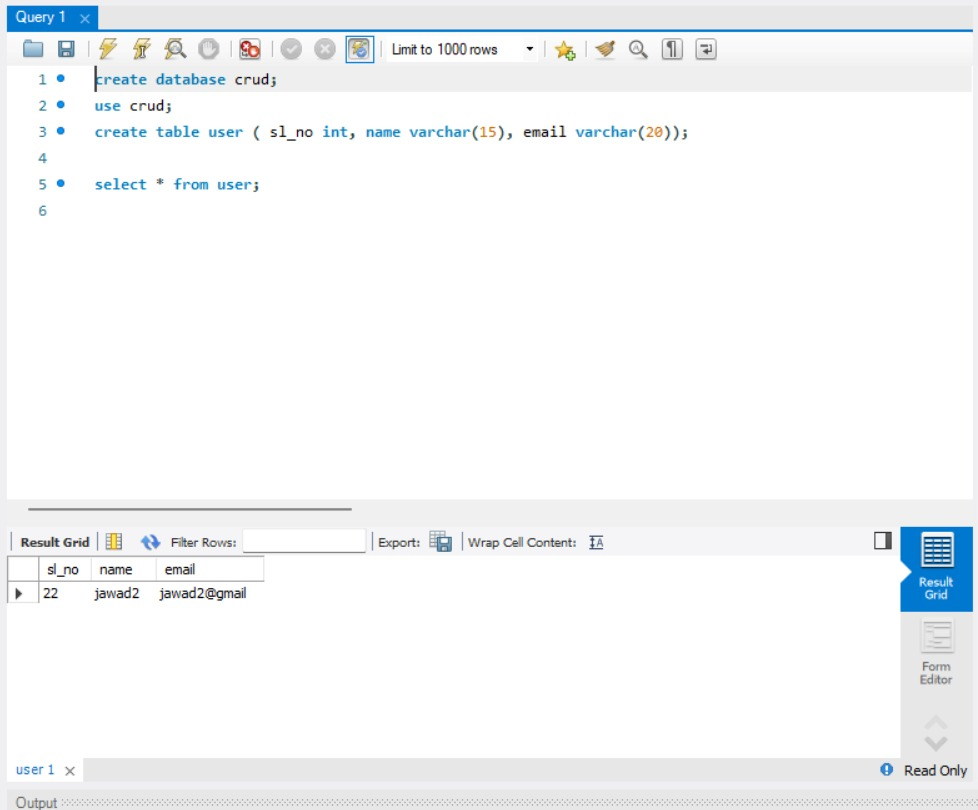 Query 1
Limit to 1000 rows
1 create database crud;
2 use crud;
3 create table user ( sl_no int, name varchar(15), email varchar(20));
4
5 select * from user;
6
Result Grid Filter Rows: Export: Wrap Cell Content:
sl_no name email
22 jawad2 jawad2@gmail
Result
Grid
Form
Editor
user 1 Read Only
Output